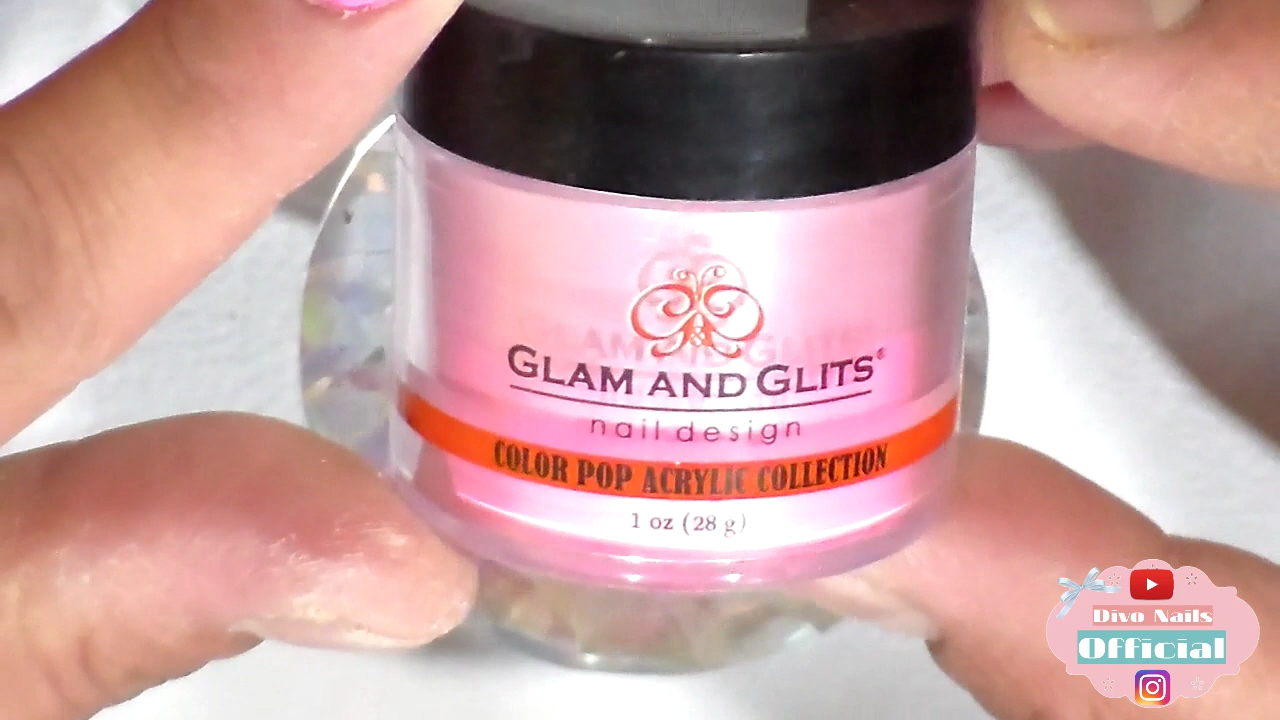 GLAM AND GLITS®
nail design
COLOR POP ACRYLIC COLLECTION
1 oz (28 g)
Divo Nails
Official